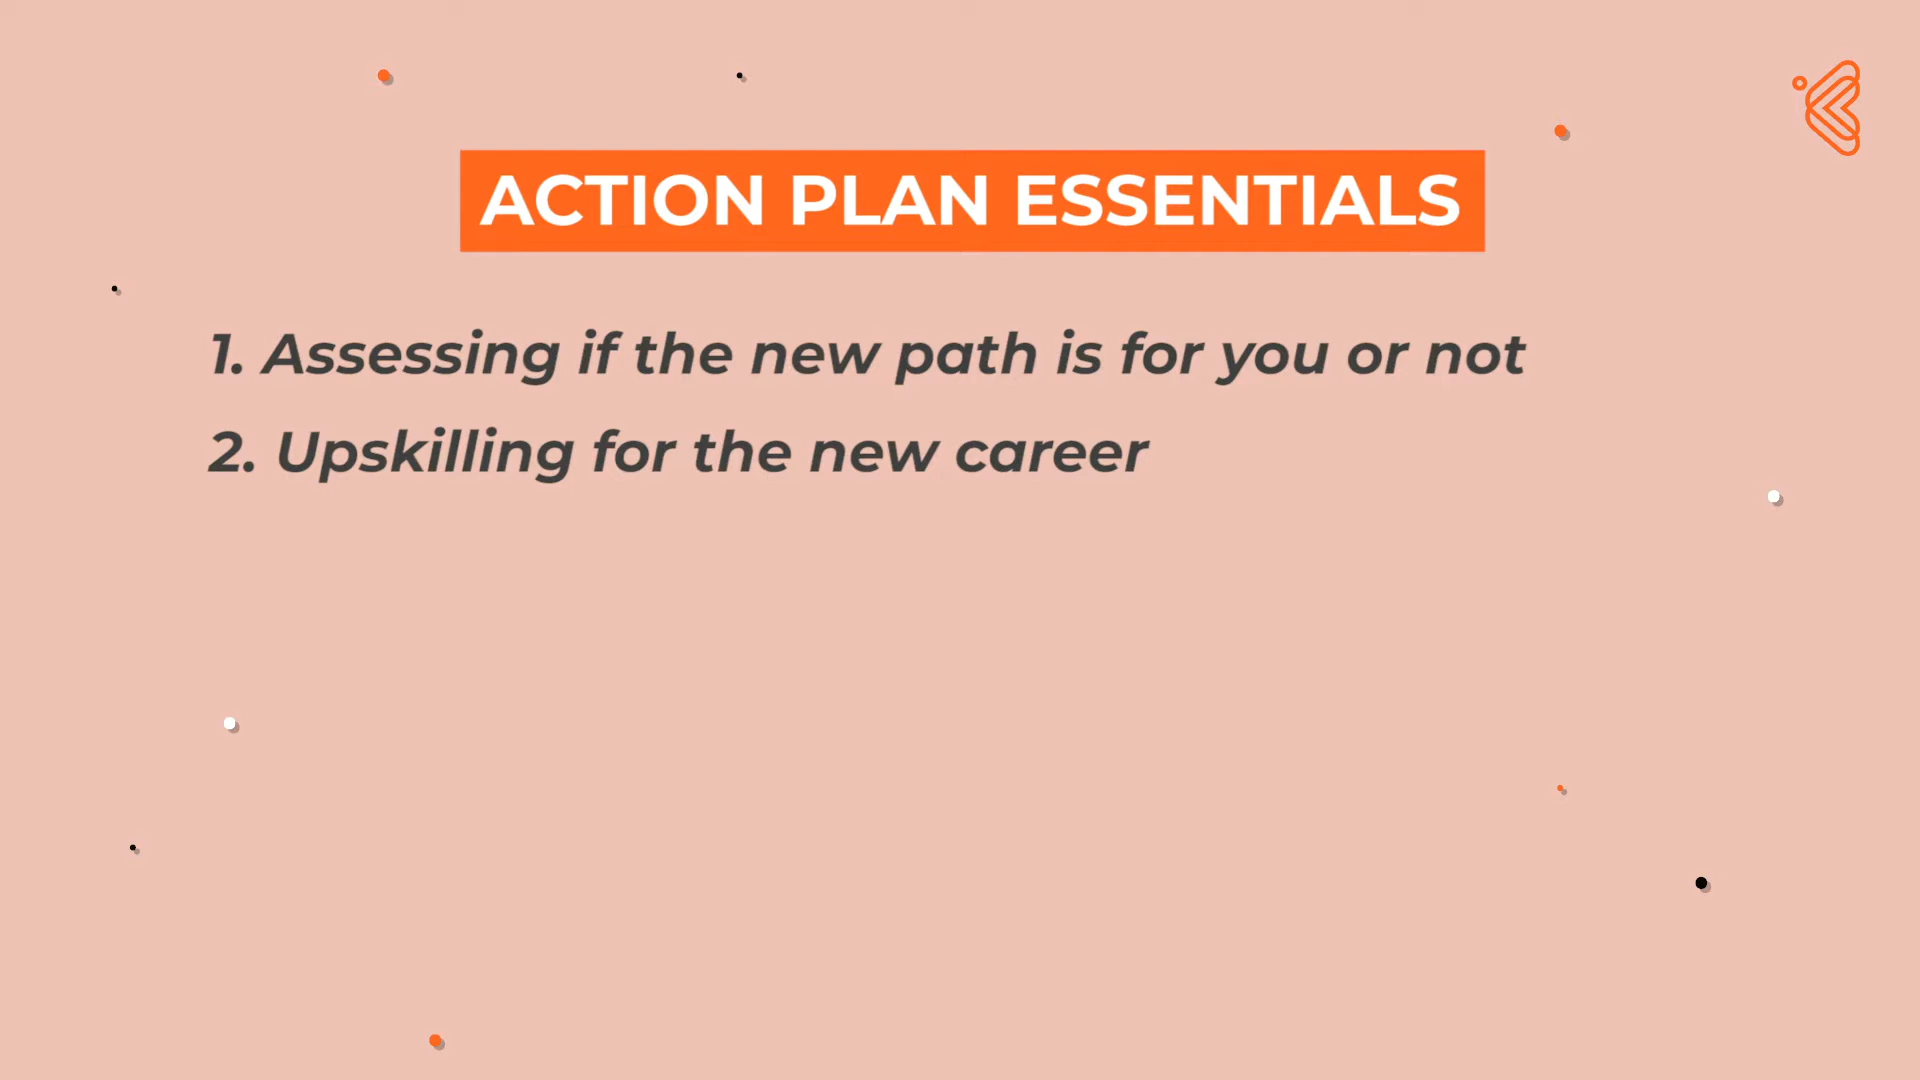 ACTION PLAN ESSENTIALS
1. Assessing if the new path is for you or not
2. Upskilling for the new career